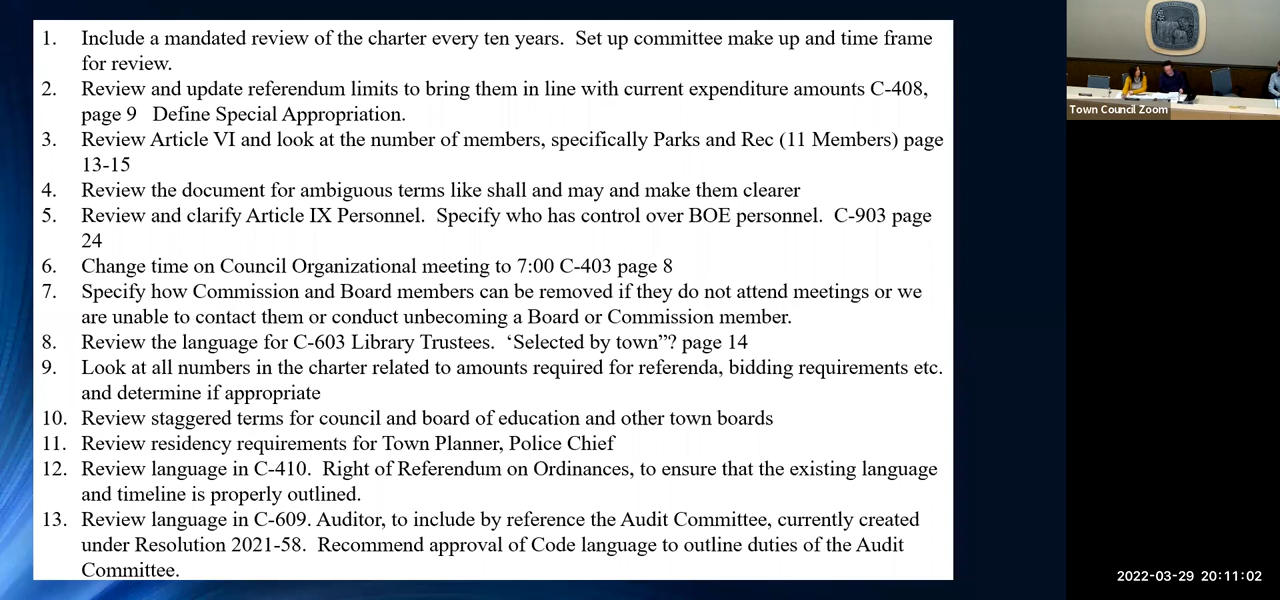 1. Include a mandated review of the charter every ten years. Set up committee make up and time frame
for review.
2. Review and update referendum limits to bring them in line with current expenditure amounts C-408,
page 9 Define Special Appropriation.
3. Review Article VI and look at the number of members, specifically Parks and Rec (11 Members) page
13-15
4. Review the document for ambiguous terms like shall and may and make them clearer
5. Review and clarify Article IX Personnel. Specify who has control over BOE personnel. C-903 page
24
6. Change time on Council Organizational meeting to 7:00 C-403 page 8
7. Specify how Commission and Board members can be removed if they do not attend meetings or we
are unable to contact them or conduct unbecoming a Board or Commission member.
8. Review the language for C-603 Library Trustees. ‘Selected by town”? page 14
9. Look at all numbers in the charter related to amounts required for referenda, bidding requirements etc.
and determine if appropriate
10. Review staggered terms for council and board of education and other town boards
11. Review residency requirements for Town Planner, Police Chief
12. Review language in C-410. Right of Referendum on Ordinances, to ensure that the existing language
and timeline is properly outlined.
13. Review language in C-609. Auditor, to include by reference the Audit Committee, currently created
under Resolution 2021-58. Recommend approval of Code language to outline duties of the Audit
Committee.
Town Council Zoom
2022-03-29 20:11:02